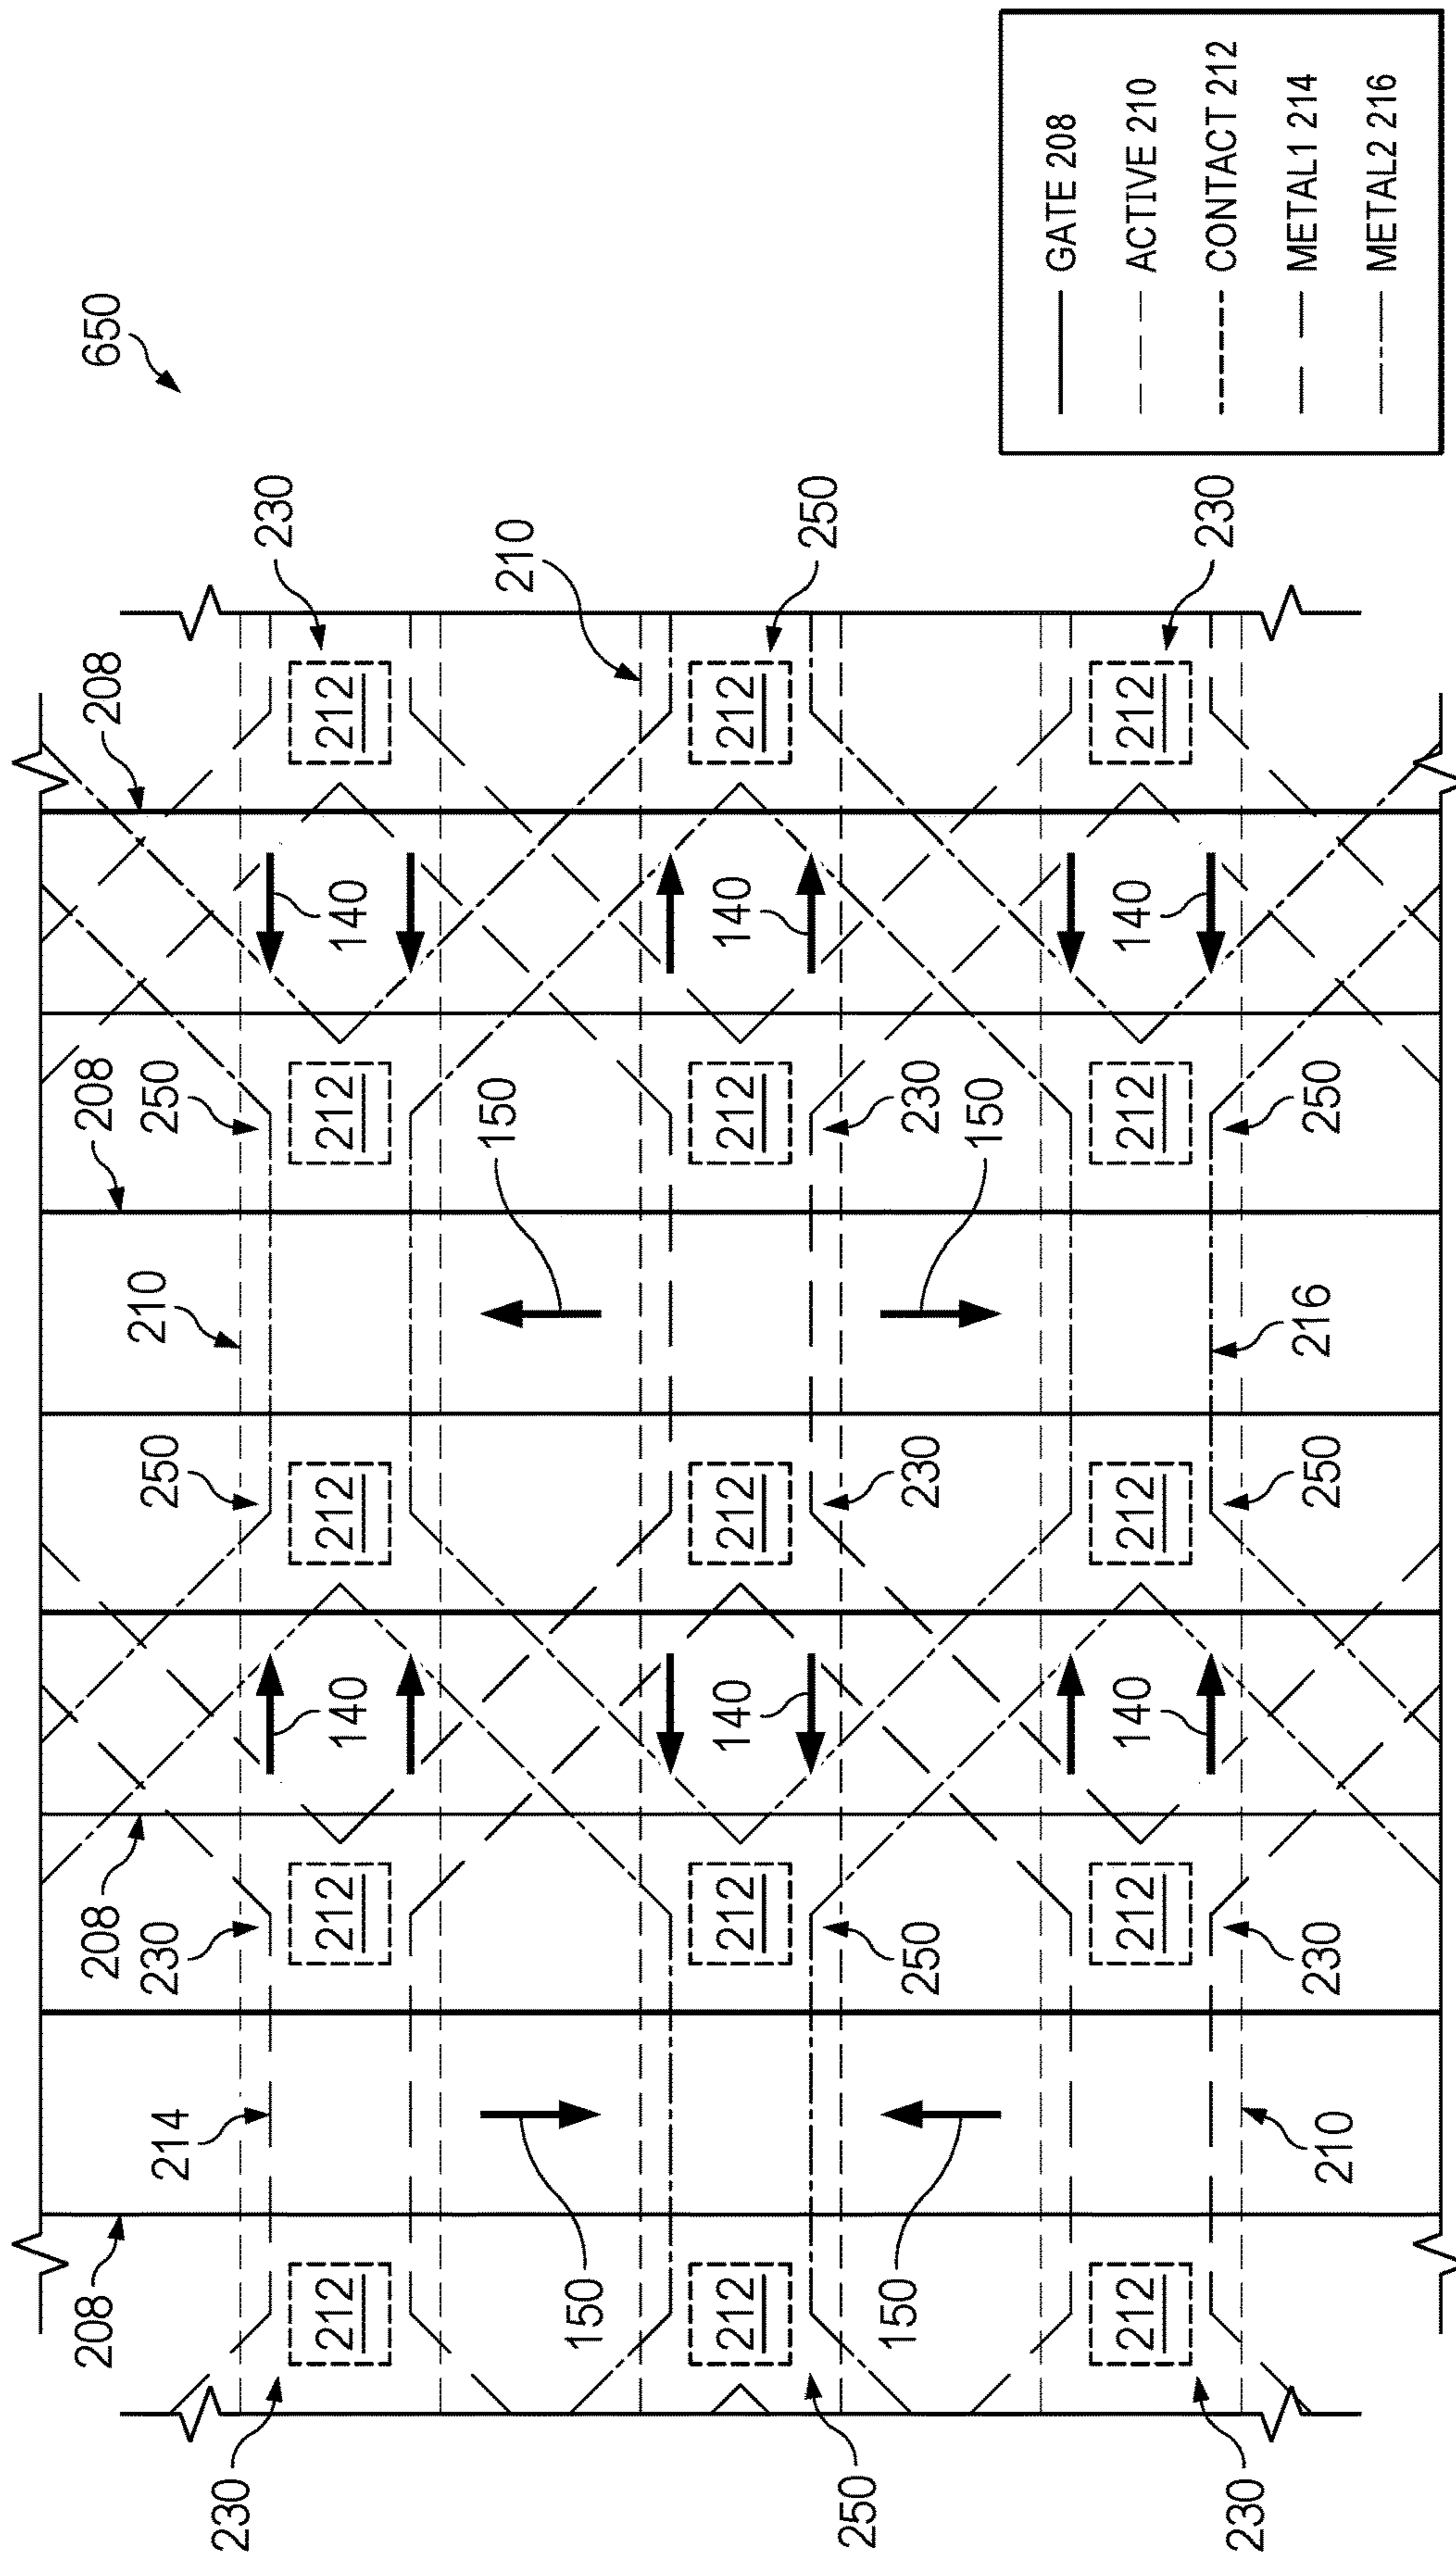 208 208 208 208 650
214 230 250 210 250
230 230
212 212 140 212 212 140 212
150 210
150
212 212 140 212 212 140 212
250
250
150 250 230 230 150
212 212 140 212 212 140 212
230
230
210 230 250 216 250
GATE 208
ACTIVE 210
CONTACT 212
METAL1 214
METAL2 216